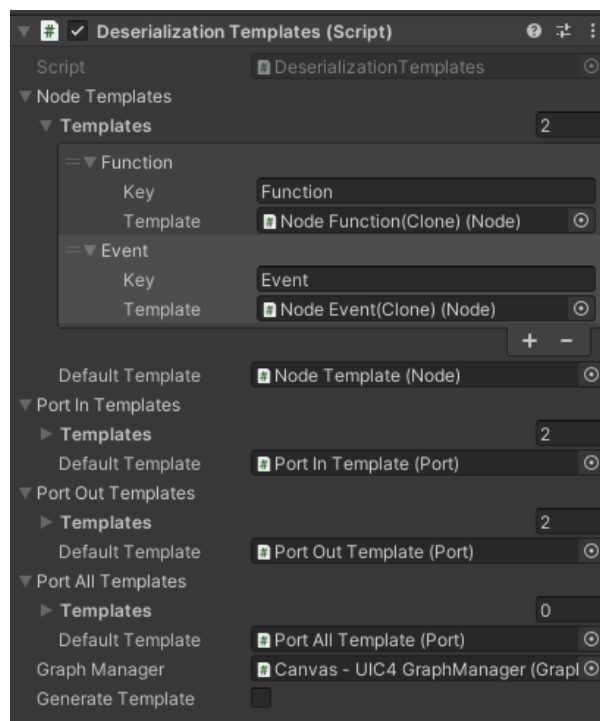 Deserialization Templates (Script)
Script DeserializationTemplates
Node Templates
Templates 2
Function
Key Function
Template Node Function(Clone) (Node)
Event
Key Event
Template Node Event(Clone) (Node)
+ -
Default Template Node Template (Node)
Port In Templates
Templates 2
Default Template Port In Template (Port)
Port Out Templates
Templates 2
Default Template Port Out Template (Port)
Port All Templates
Templates 0
Default Template Port All Template (Port)
Graph Manager Canvas - UIC4 GraphManager (Grapl
Generate Template